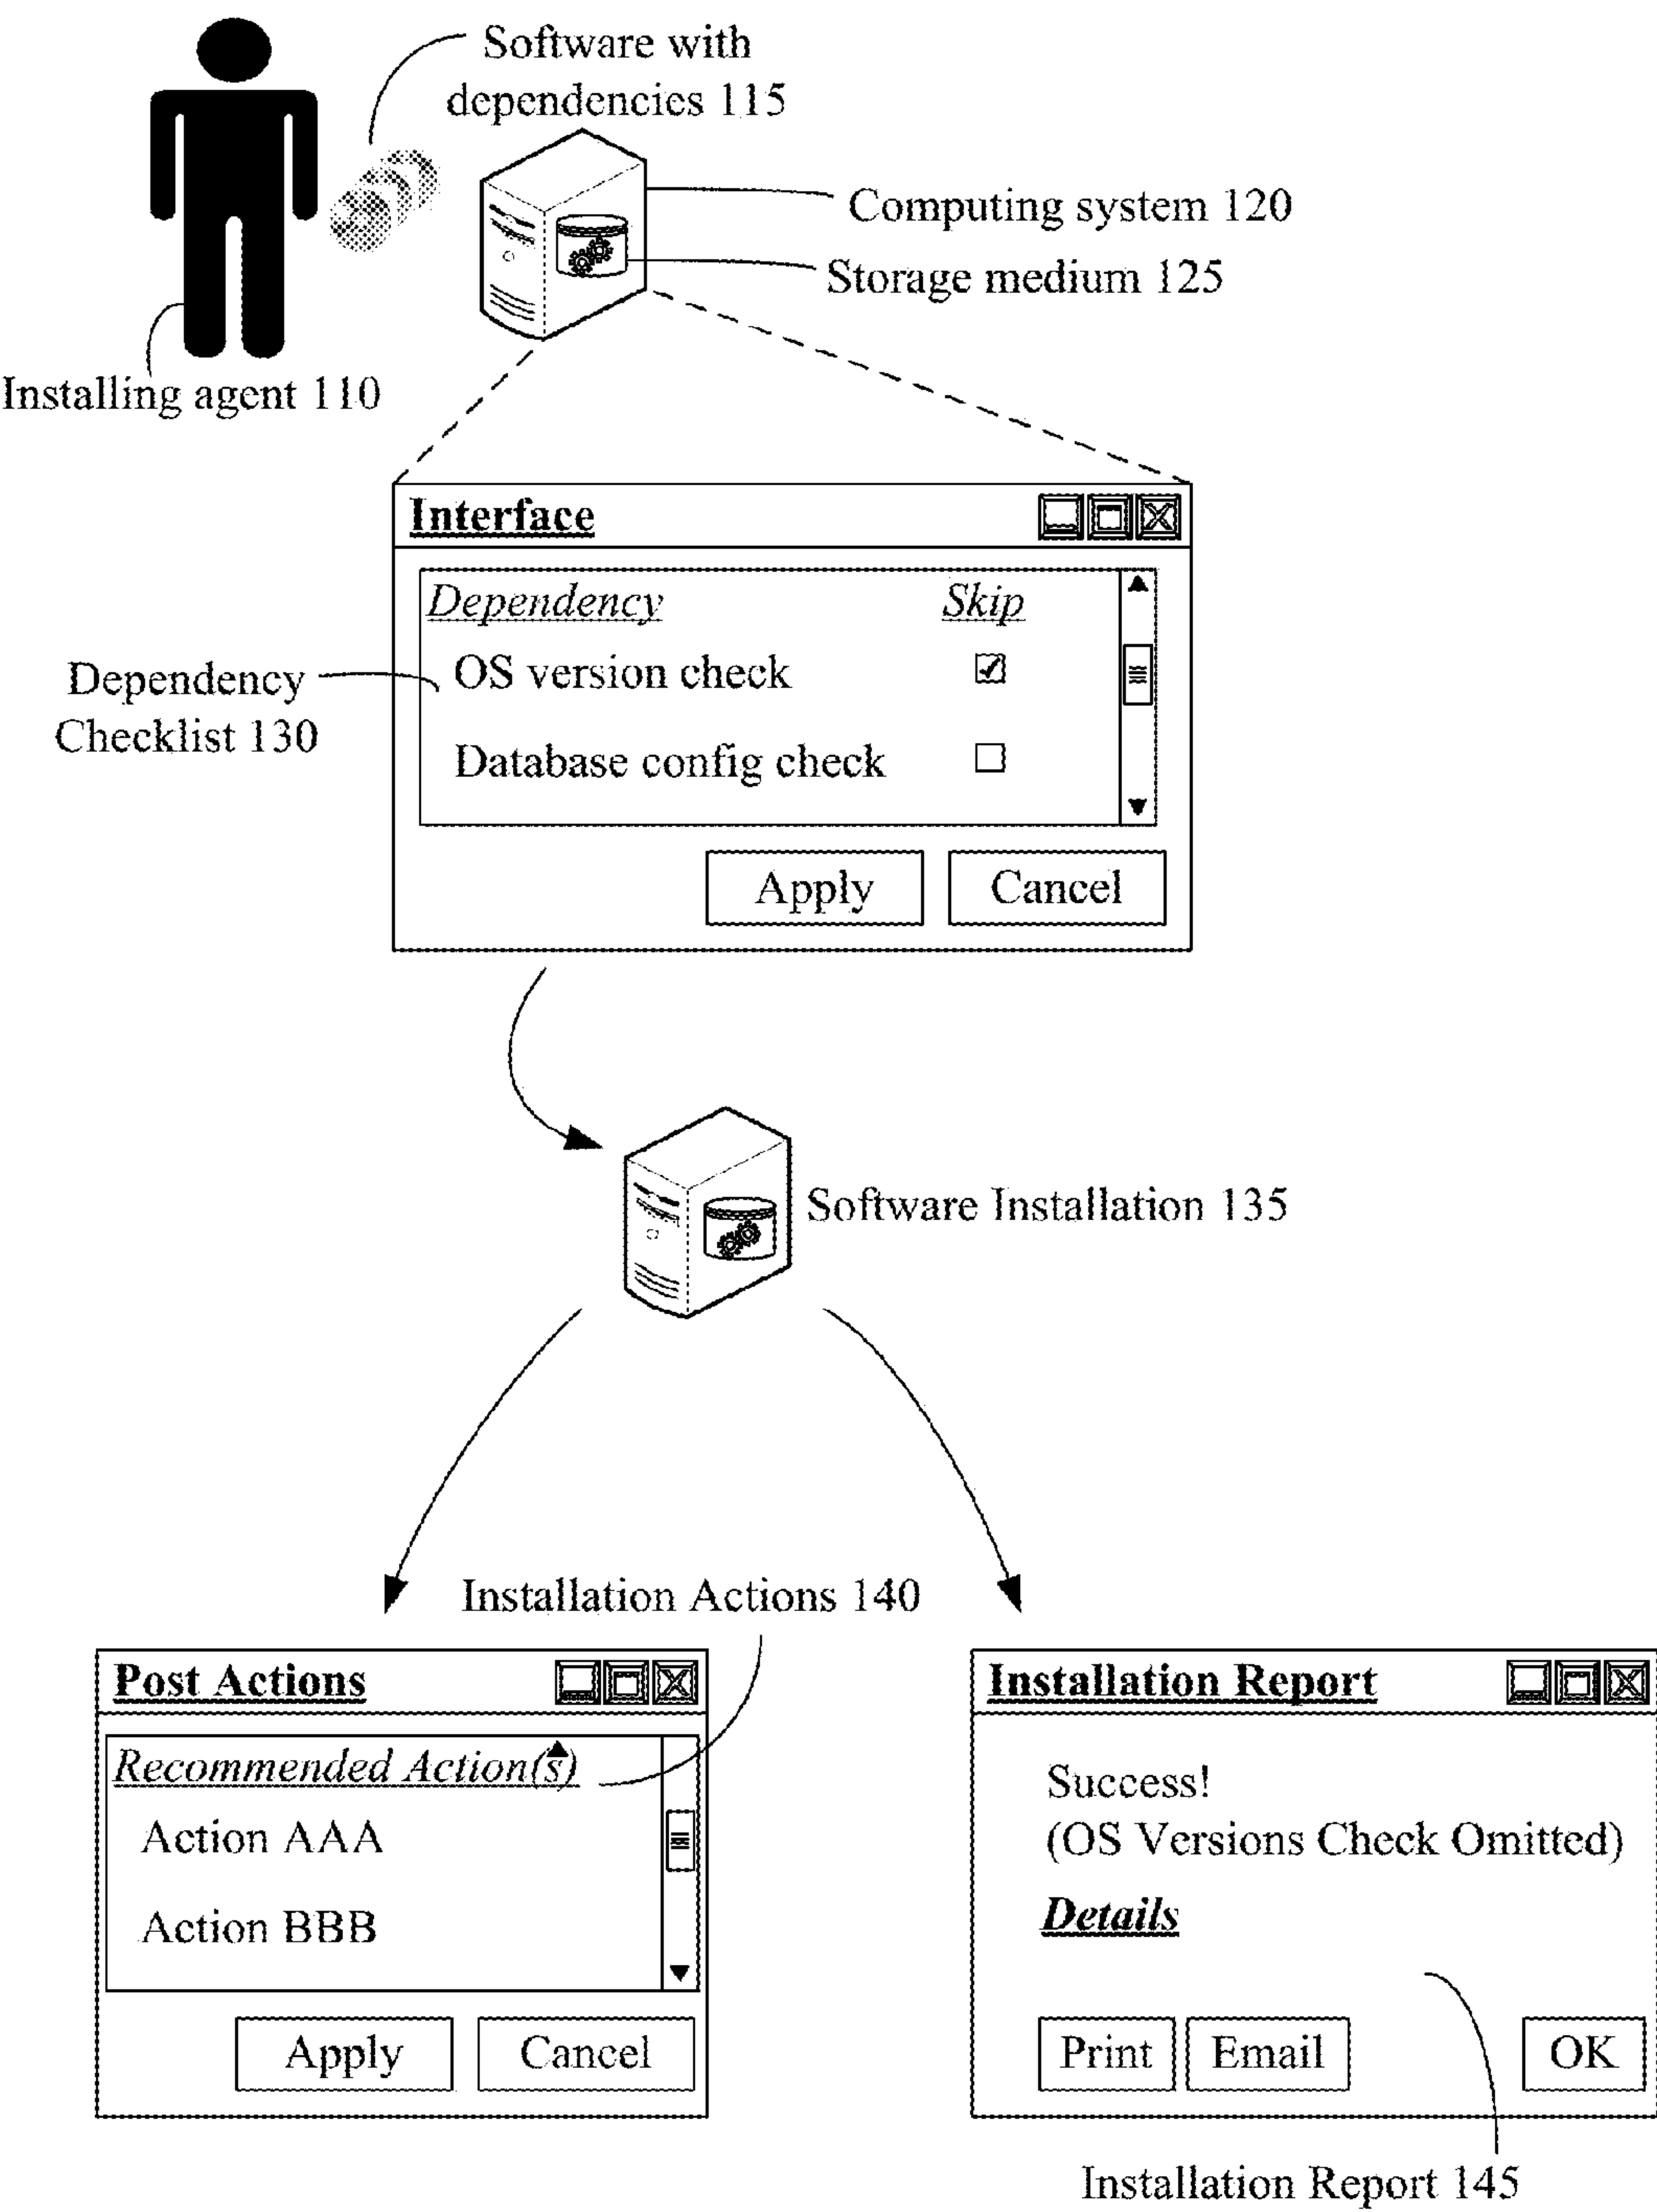 Software with
dependencies 115
Computing system 120
Storage medium 125
Installing agent 110
Interface
Dependency Skip
OS version check
Dependency
Checklist 130
Database config check
Apply Cancel
Software Installation 135
Installation Actions 140
Post Actions
Recommended Action(s)
Action AAA
Action BBB
Apply Cancel
Installation Report
Success!
(OS Versions Check Omitted)
Details
Print Email OK
Installation Report 145